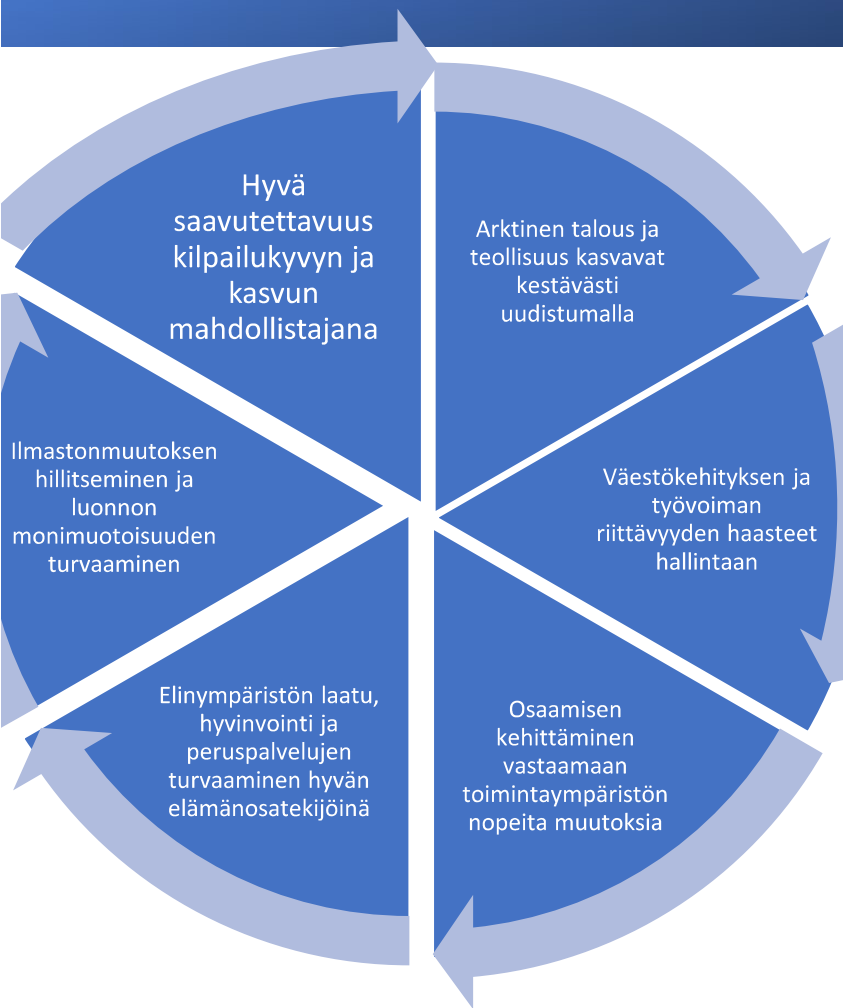 Hyvä
saavutettavuus
kilpailukyvyn ja
kasvun
mahdollistajana
Arktinen talous ja
teollisuus kasvavat
kestävästi
uudistumalla
Väestökehityksen ja
työvoiman
riittävyyden haasteet
hallintaan
Osaamisen
kehittäminen
vastaamaan
toimintaympäristön
nopeita muutoksia
Elinympäristön laatu,
hyvinvointi ja
peruspalvelujen
turvaaminen hyvän
elämänosatekijöinä
Ilmastonmuutoksen
hillitseminen ja
luonnon
monimuotoisuuden
turvaaminen